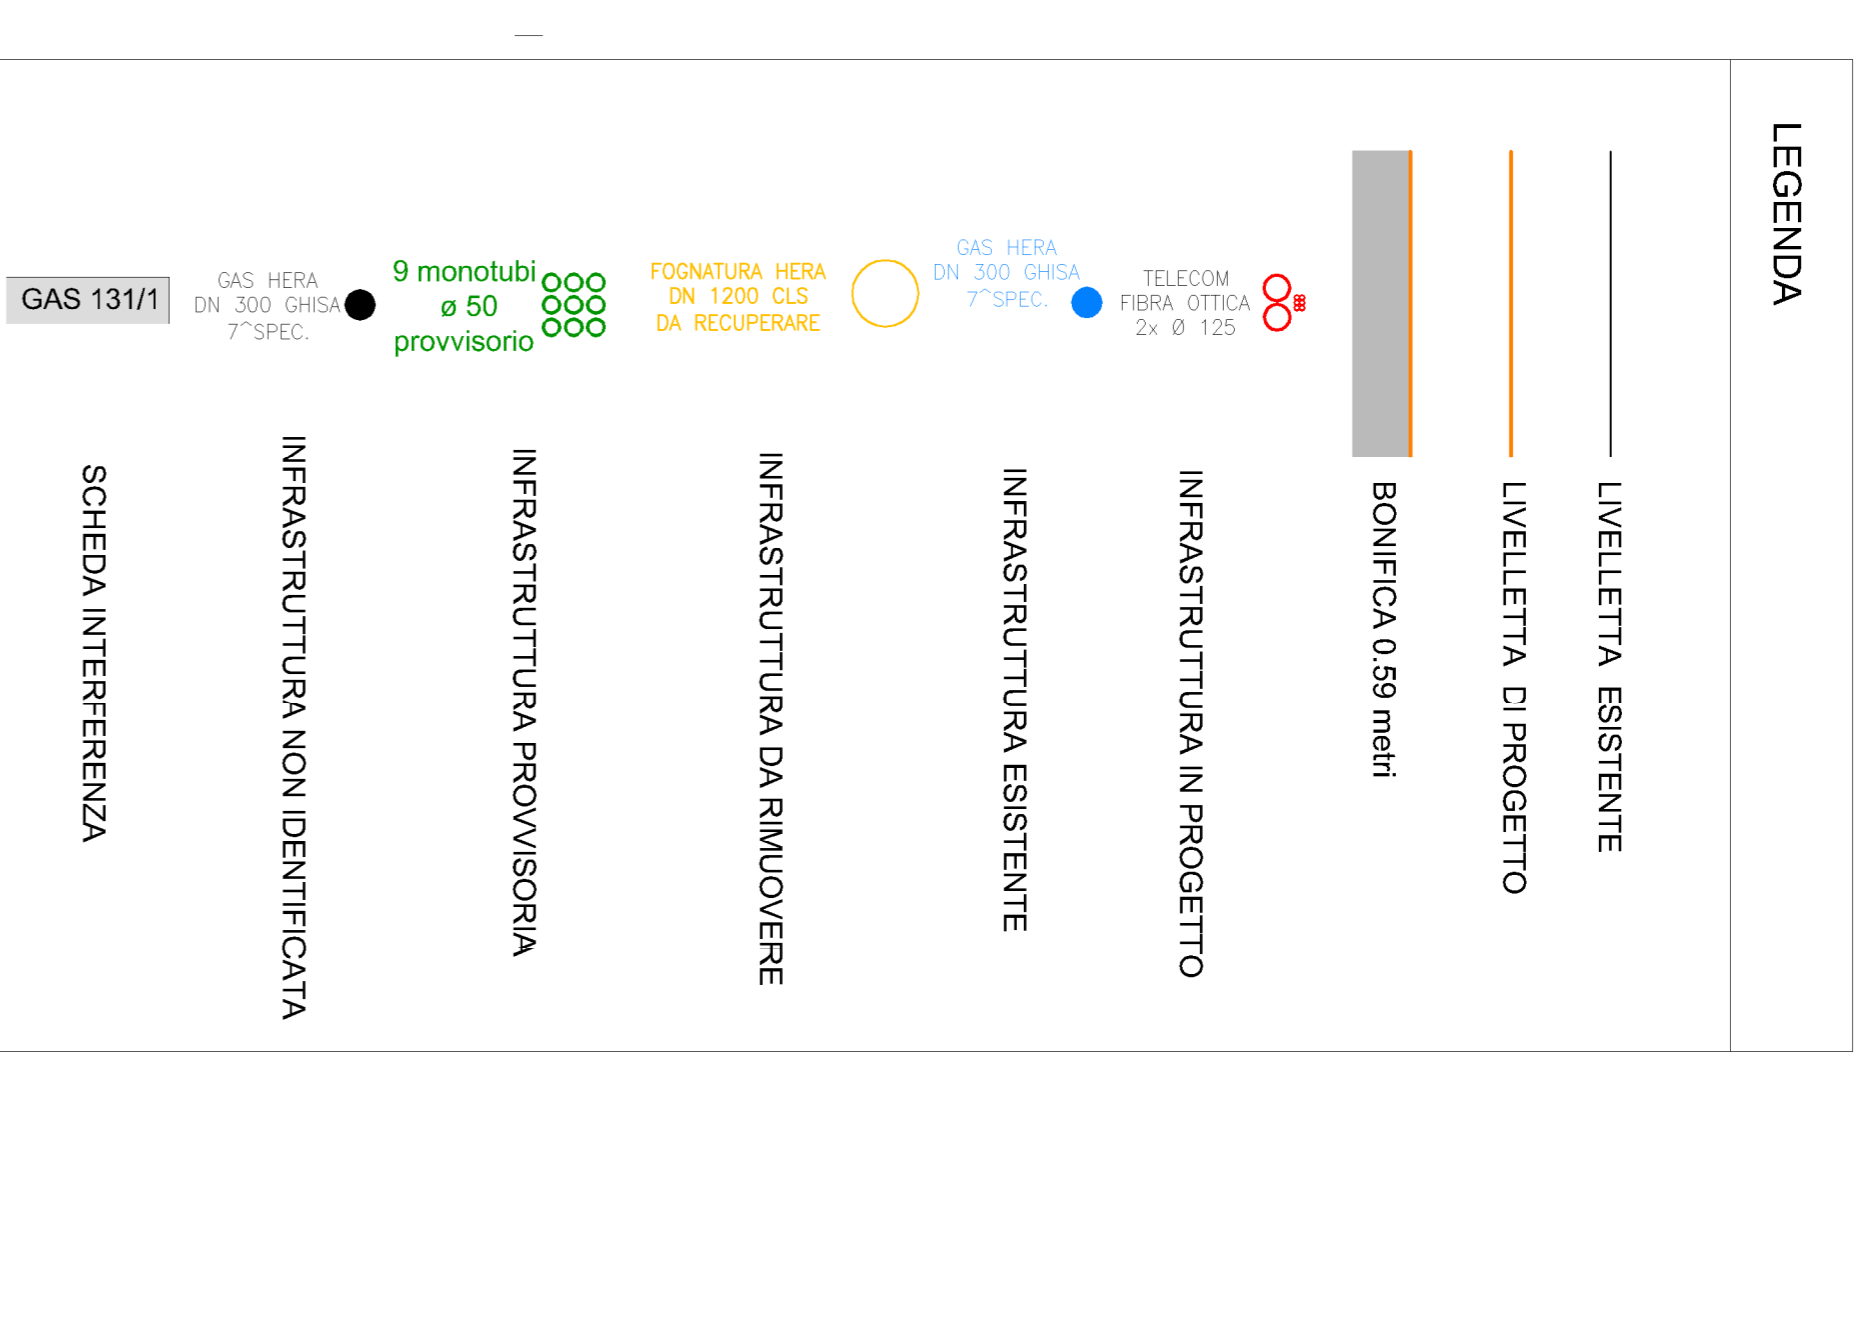 LEGENDA
LIVELLETTA ESISTENTE
LIVELLETTA DI PROGETTO
BONIFICA 0.59 metri
TELECOM
FIBRA OTTICA
2x Ø 125
INFRASTRUTTURA IN PROGETTO
GAS HERA
DN 300 GHISA
7^SPEC.
INFRASTRUTTURA ESISTENTE
FOGNATURA HERA
DN 1200 CLS
DA RECUPERARE
INFRASTRUTTURA DA RIMUOVERE
9 monotubi
ø 50
provvisorio
INFRASTRUTTURA PROVVISORIA
GAS HERA
DN 300 GHISA
7^SPEC.
INFRASTRUTTURA NON IDENTIFICATA
GAS 131/1
SCHEDA INTERFERENZA